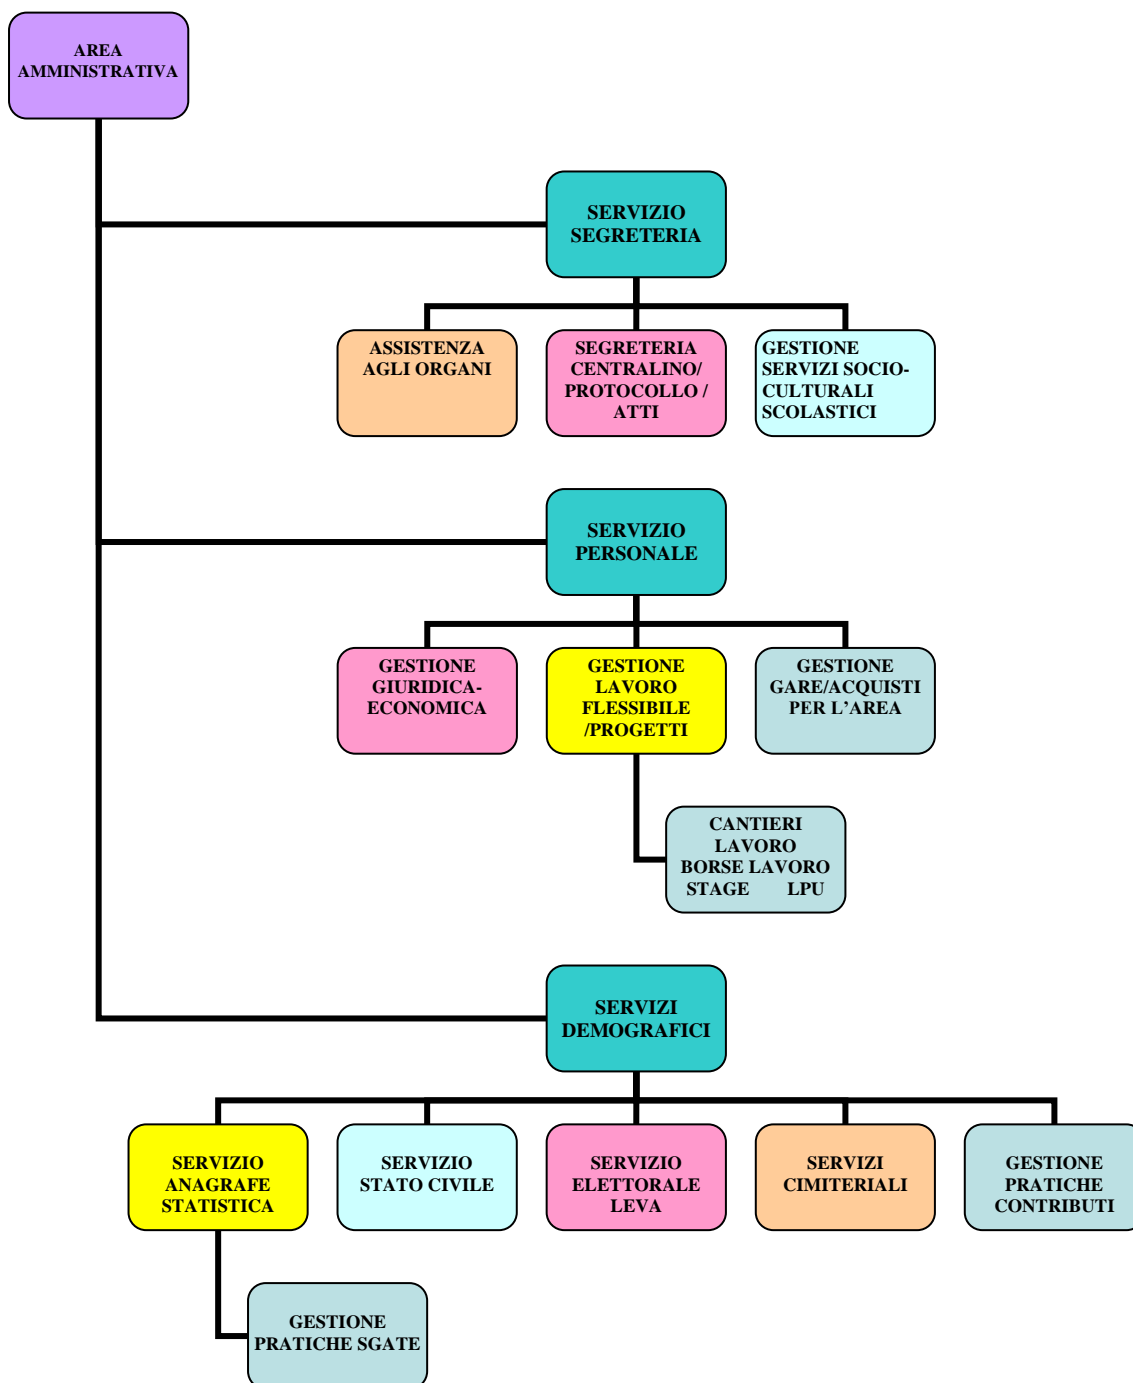 AREA
AMMINISTRATIVA
SERVIZIO
SEGRETERIA
ASSISTENZA
AGLI ORGANI
SEGRETERIA
CENTRALINO/
PROTOCOLLO /
ATTI
GESTIONE
SERVIZI SOCIO-
CULTURALI
SCOLASTICI
SERVIZIO
PERSONALE
GESTIONE
GIURIDICA-
ECONOMICA
GESTIONE
LAVORO
FLESSIBILE
/PROGETTI
GESTIONE
GARE/ACQUISTI
PER L’AREA
CANTIERI
LAVORO
BORSE LAVORO
STAGE LPU
SERVIZI
DEMOGRAFICI
SERVIZIO
ANAGRAFE
STATISTICA
SERVIZIO
STATO CIVILE
SERVIZIO
ELETTORALE
LEVA
SERVIZI
CIMITERIALI
GESTIONE
PRATICHE
CONTRIBUTI
GESTIONE
PRATICHE SGATE